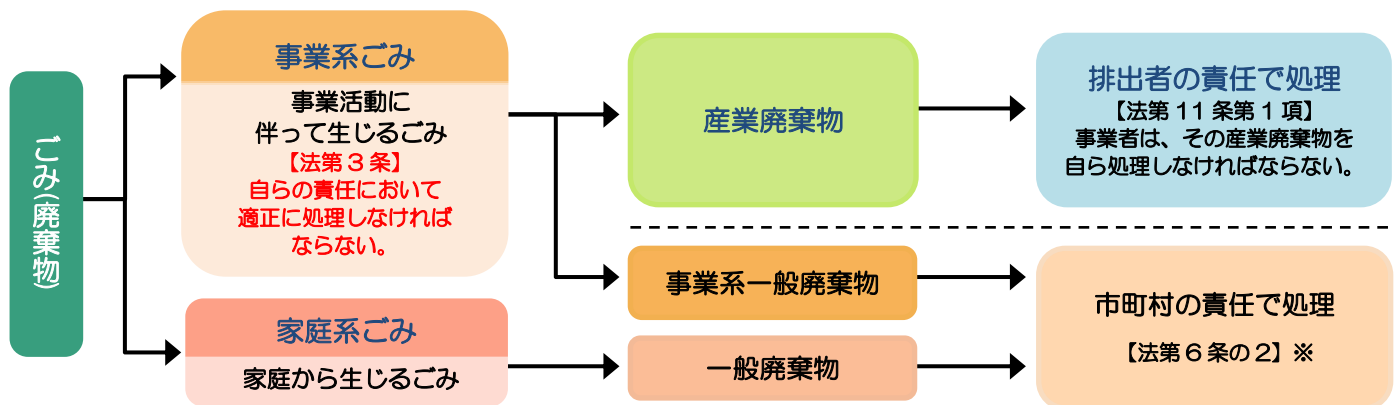 ごみ(廃棄物)
事業系ごみ
事業活動に
伴って生じるごみ
【法第3条】
自らの責任において
適正に処理しなければ
ならない。
家庭系ごみ
家庭から生じるごみ
産業廃棄物
事業系一般廃棄物
一般廃棄物
排出者の責任で処理
【法第11条第1項】
事業者は、その産業廃棄物を
自ら処理しなければならない。
市町村の責任で処理
【法第6条の2】※